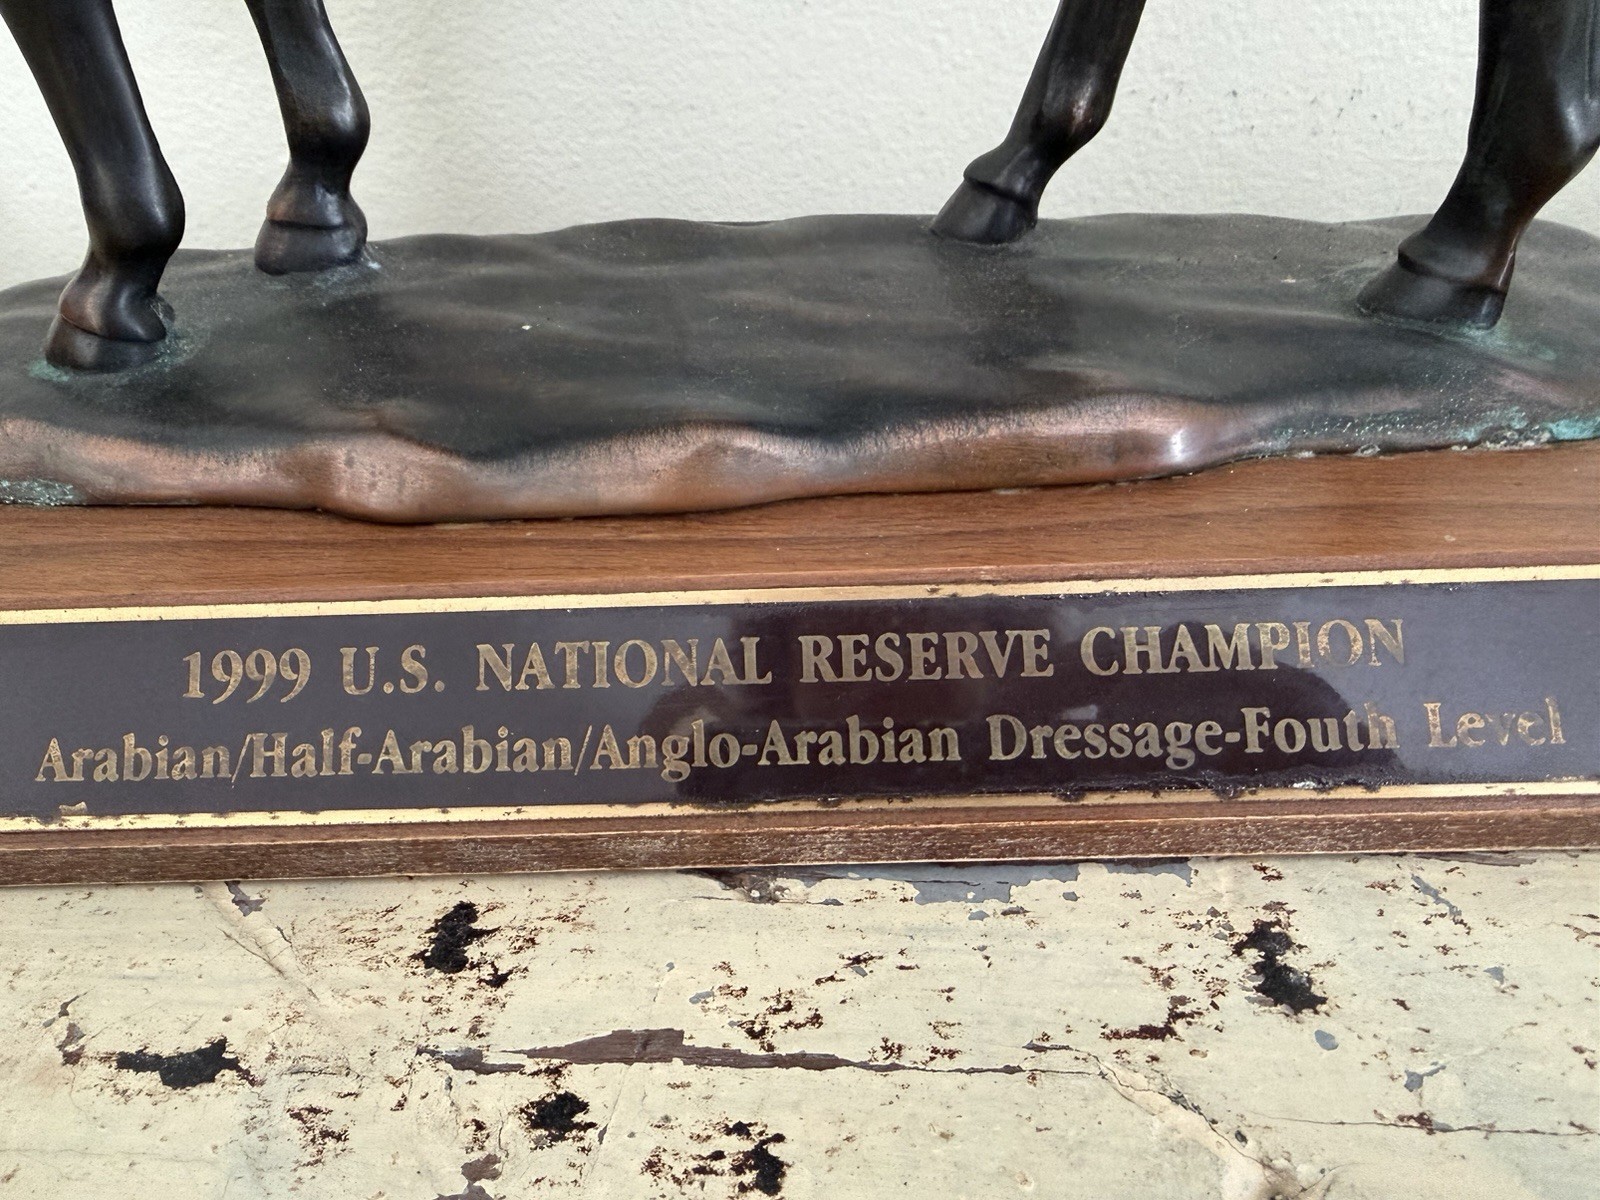 1999 U.S. NATIONAL RESERVE CHAMPION
Arabian/Half-Arabian/Anglo-Arabian Dressage-Fouth Level